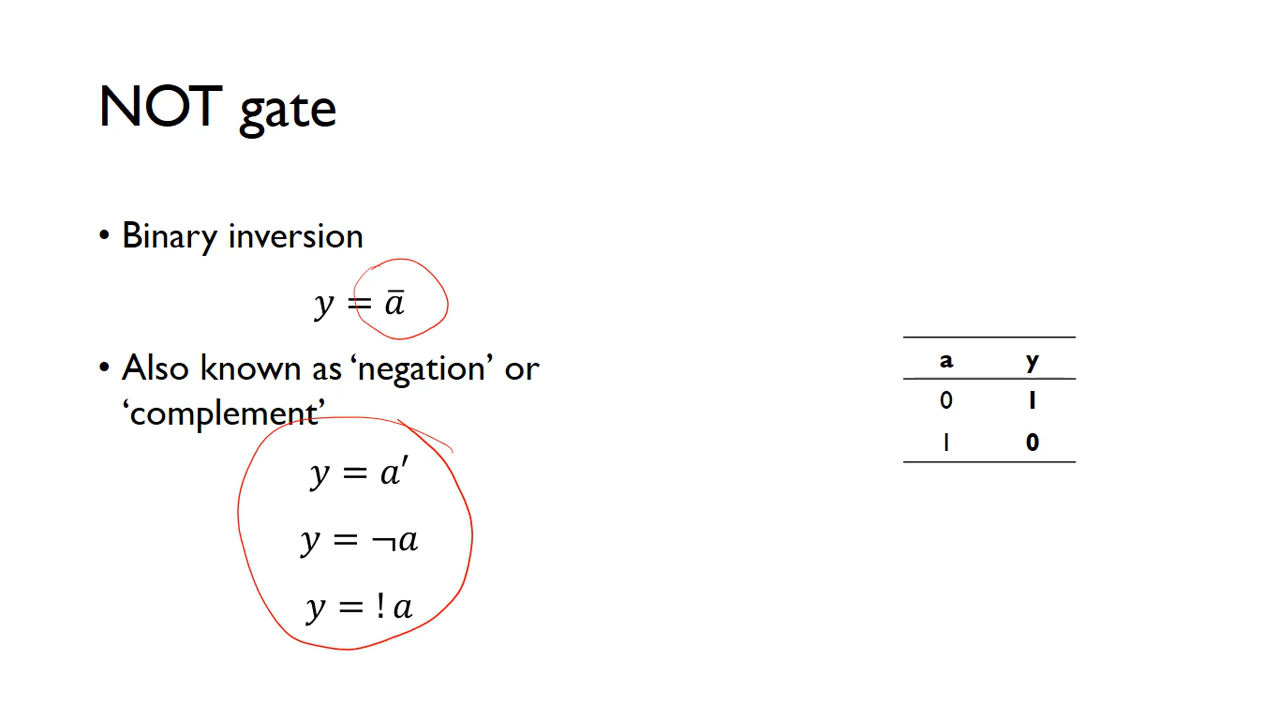 NOT gate
• Binary inversion
y = a̅
• Also known as ‘negation’ or
‘complement’
y = a′
y = ¬a
y = ! a
a y
0 1
1 0